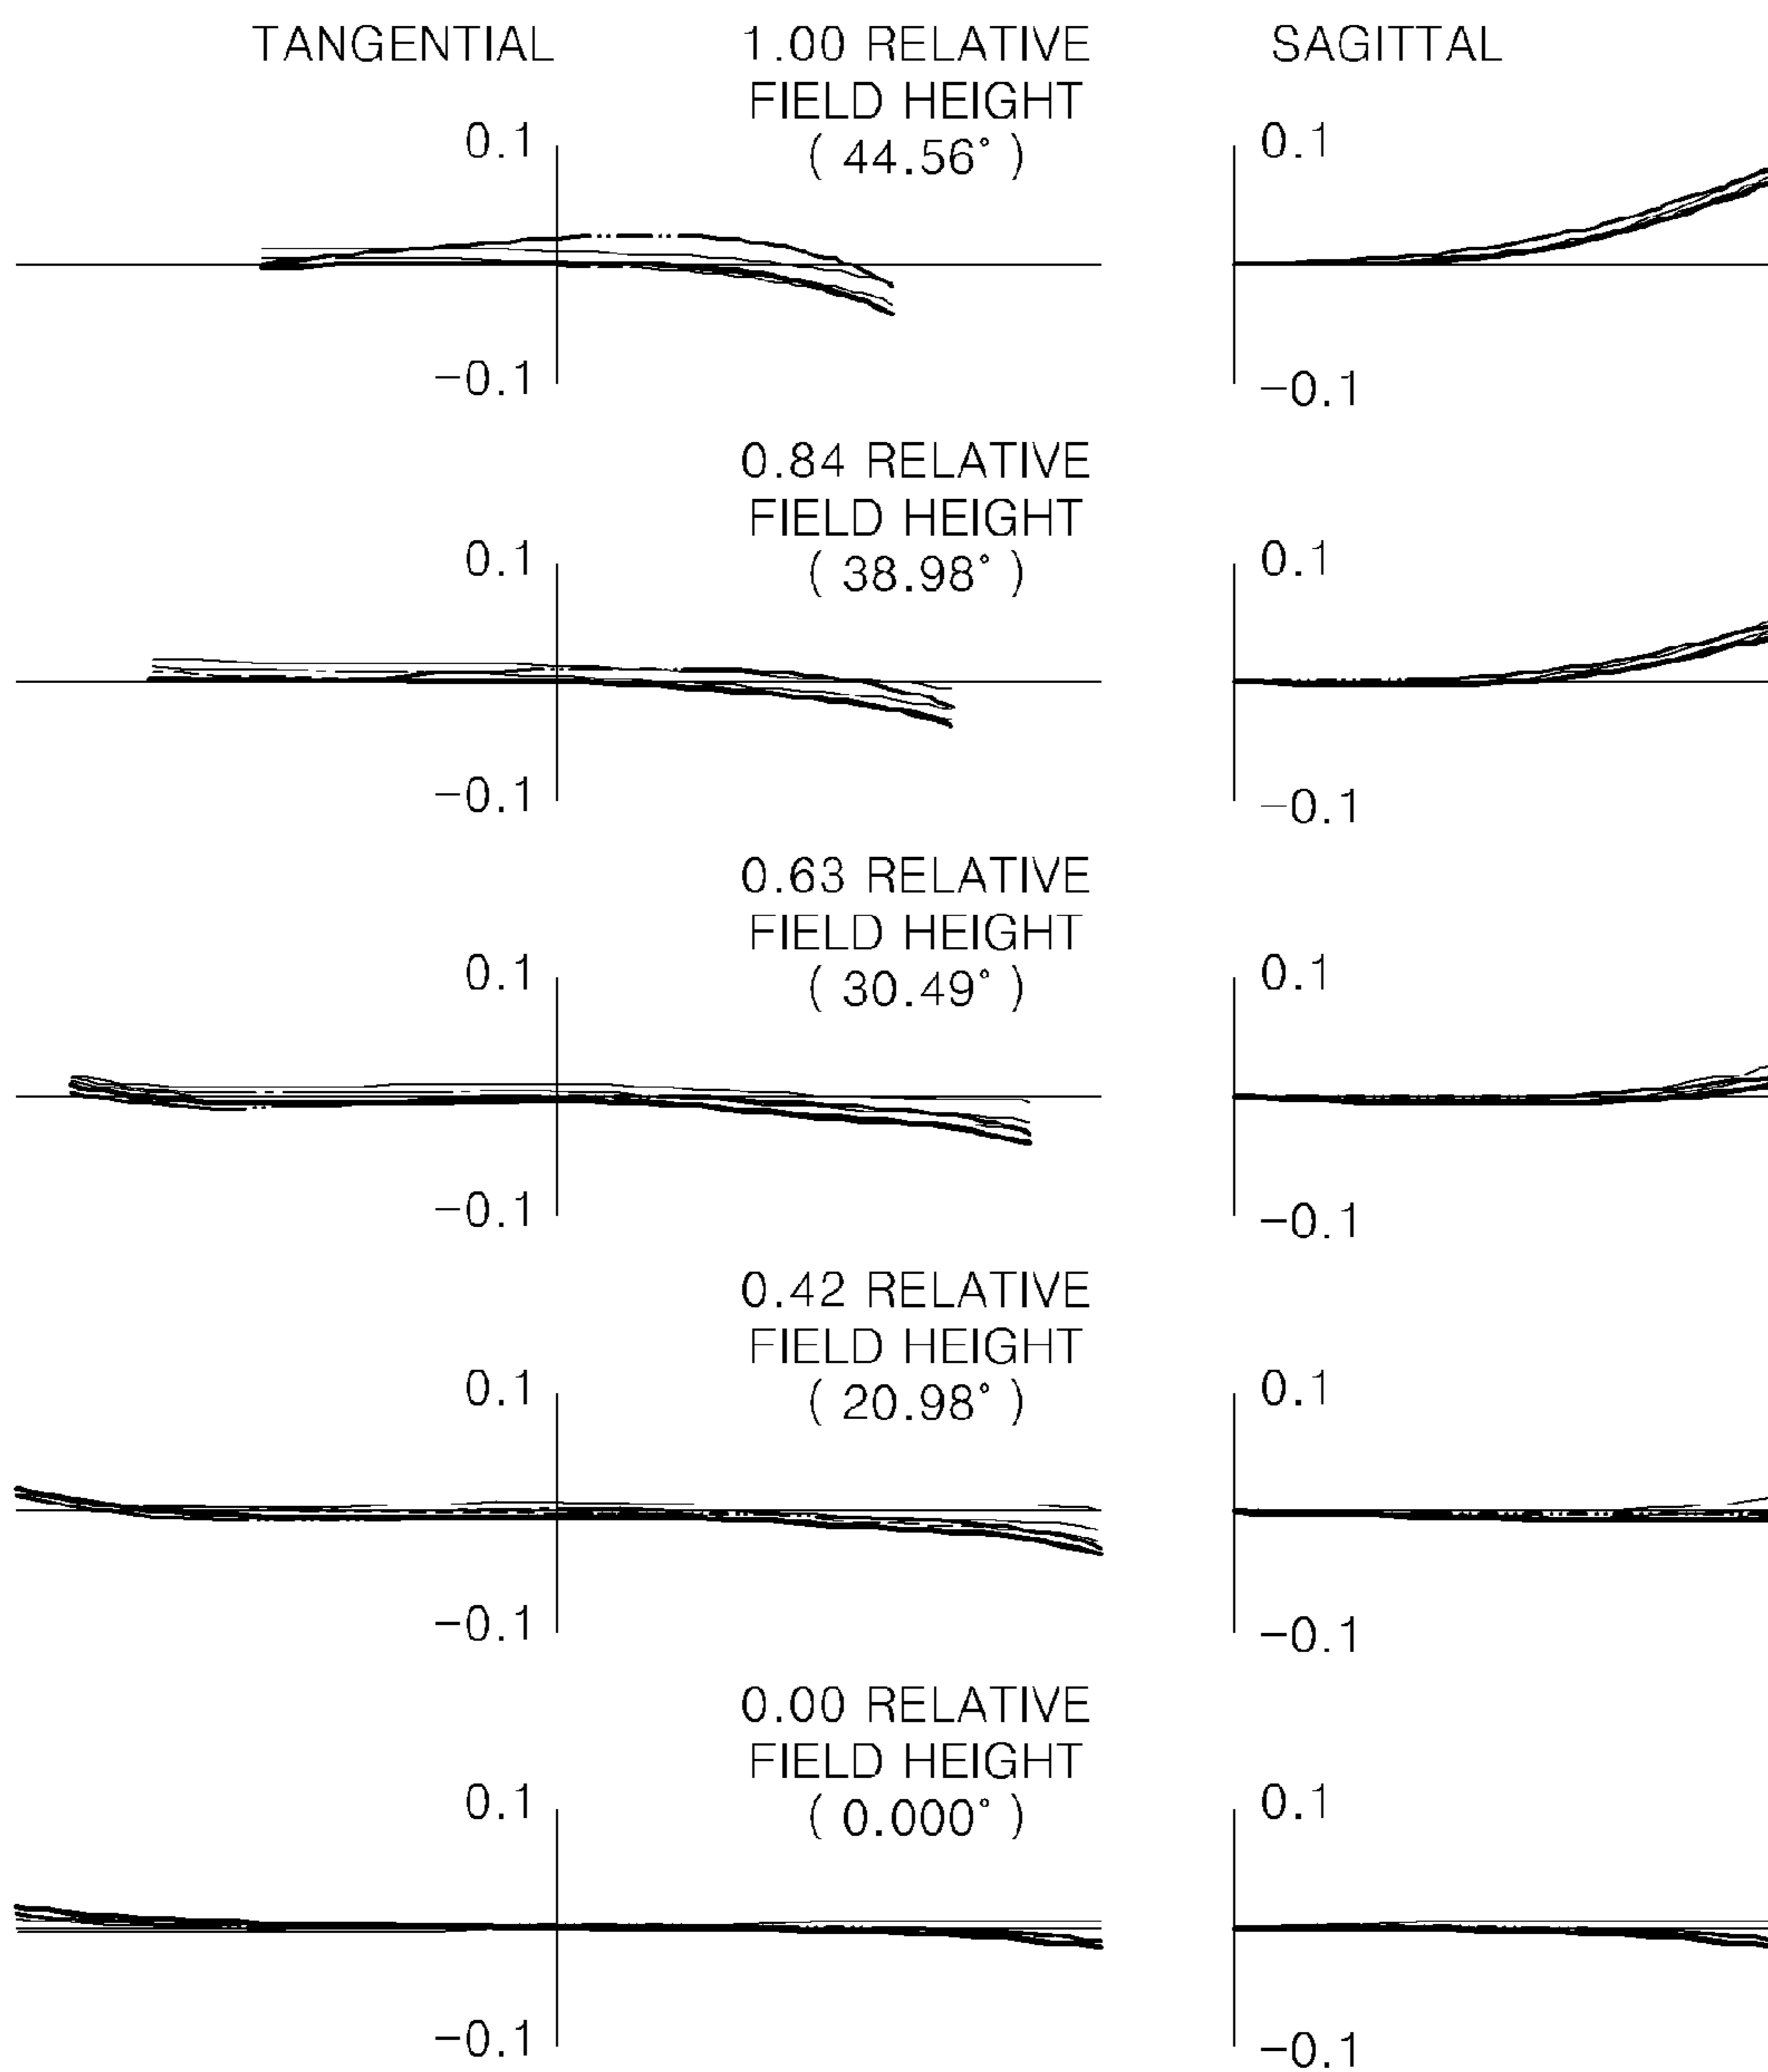 TANGENTIAL
1.00 RELATIVE
FIELD HEIGHT
( 44.56° )
SAGITTAL
0.1
-0.1
0.1
-0.1
0.84 RELATIVE
FIELD HEIGHT
( 38.98° )
0.1
-0.1
0.1
-0.1
0.63 RELATIVE
FIELD HEIGHT
( 30.49° )
0.1
-0.1
0.1
-0.1
0.42 RELATIVE
FIELD HEIGHT
( 20.98° )
0.1
-0.1
0.1
-0.1
0.00 RELATIVE
FIELD HEIGHT
( 0.000° )
0.1
-0.1
0.1
-0.1